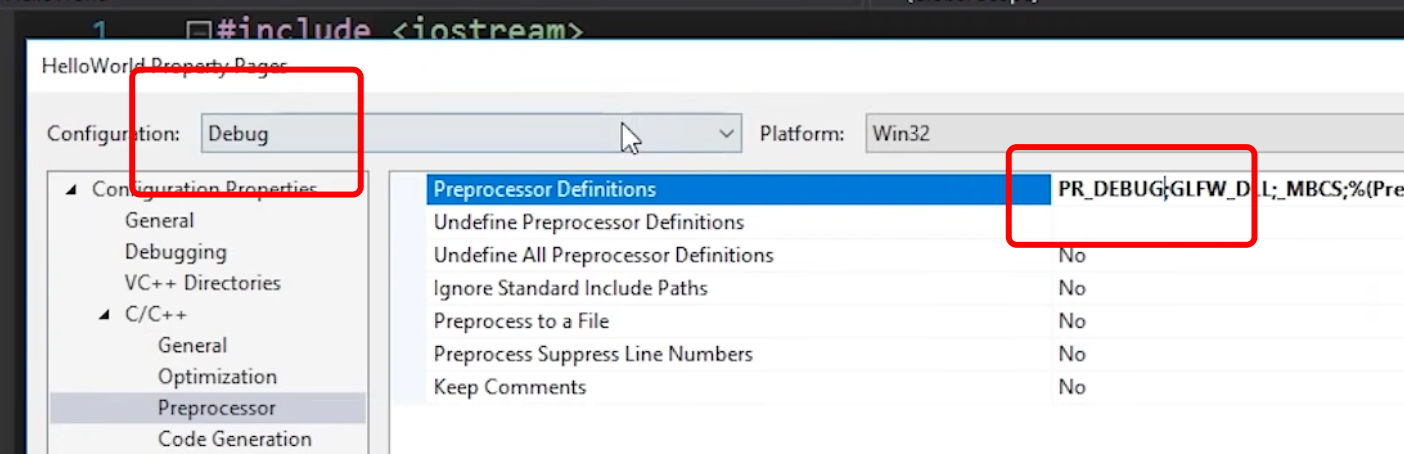 1 #include <iostream>
HelloWorld Property Pages
Configuration: Debug Platform: Win32
Configuration Properties
General
Debugging
VC++ Directories
C/C++
General
Optimization
Preprocessor
Code Generation
Preprocessor Definitions PR_DEBUG;GLFW_DLL;_MBCS;%(Pre
Undefine Preprocessor Definitions
Undefine All Preprocessor Definitions No
Ignore Standard Include Paths No
Preprocess to a File No
Preprocess Suppress Line Numbers No
Keep Comments No